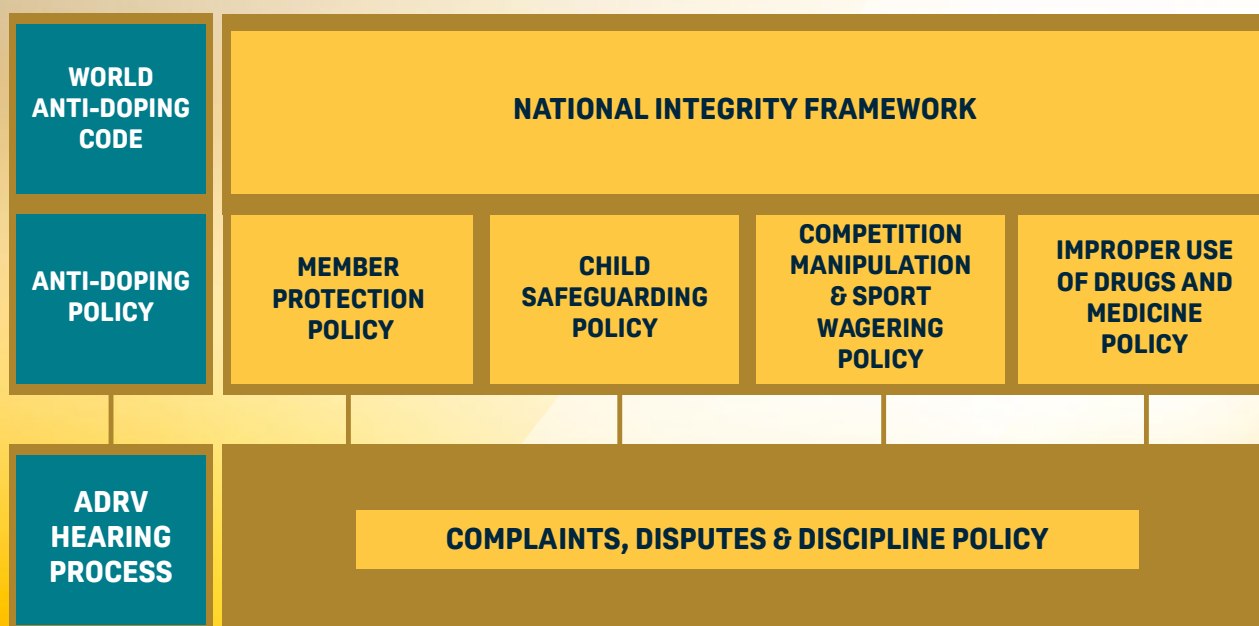 WORLD
ANTI-DOPING
CODE
NATIONAL INTEGRITY FRAMEWORK
ANTI-DOPING
POLICY
MEMBER
PROTECTION
POLICY
CHILD
SAFEGUARDING
POLICY
COMPETITION
MANIPULATION
& SPORT
WAGERING
POLICY
IMPROPER USE
OF DRUGS AND
MEDICINE
POLICY
ADRV
HEARING
PROCESS
COMPLAINTS, DISPUTES & DISCIPLINE POLICY